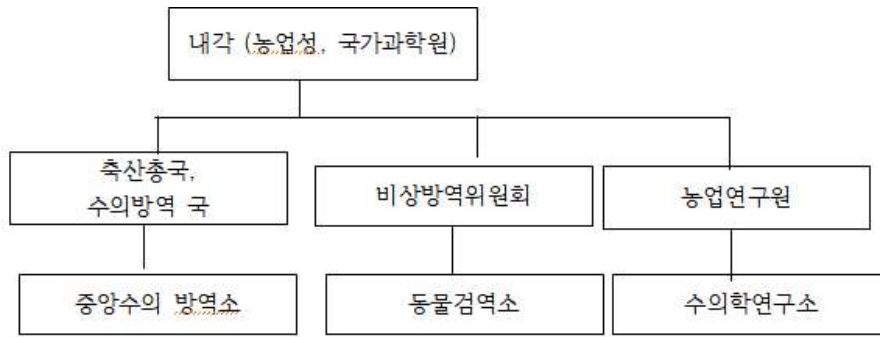 내각 (농업성, 국가과학원)
축산총국,
수의방역 국
비상방역위원회
농업연구원
중앙수의 방역소
동물검역소
수의학연구소